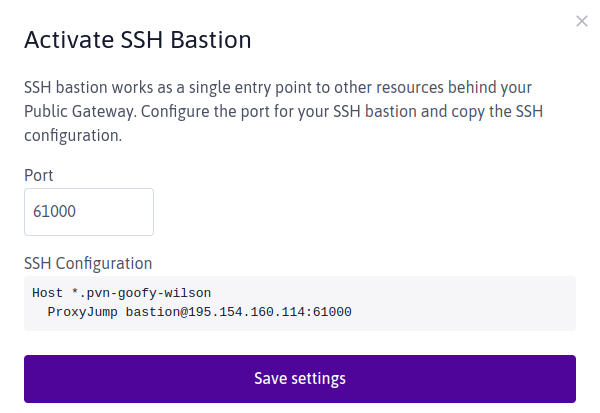 Activate SSH Bastion
SSH bastion works as a single entry point to other resources behind your
Public Gateway. Configure the port for your SSH bastion and copy the SSH
configuration.
Port
61000
SSH Configuration
Host *.pvn-goofy-wilson
  ProxyJump bastion@195.154.160.114:61000
Save settings